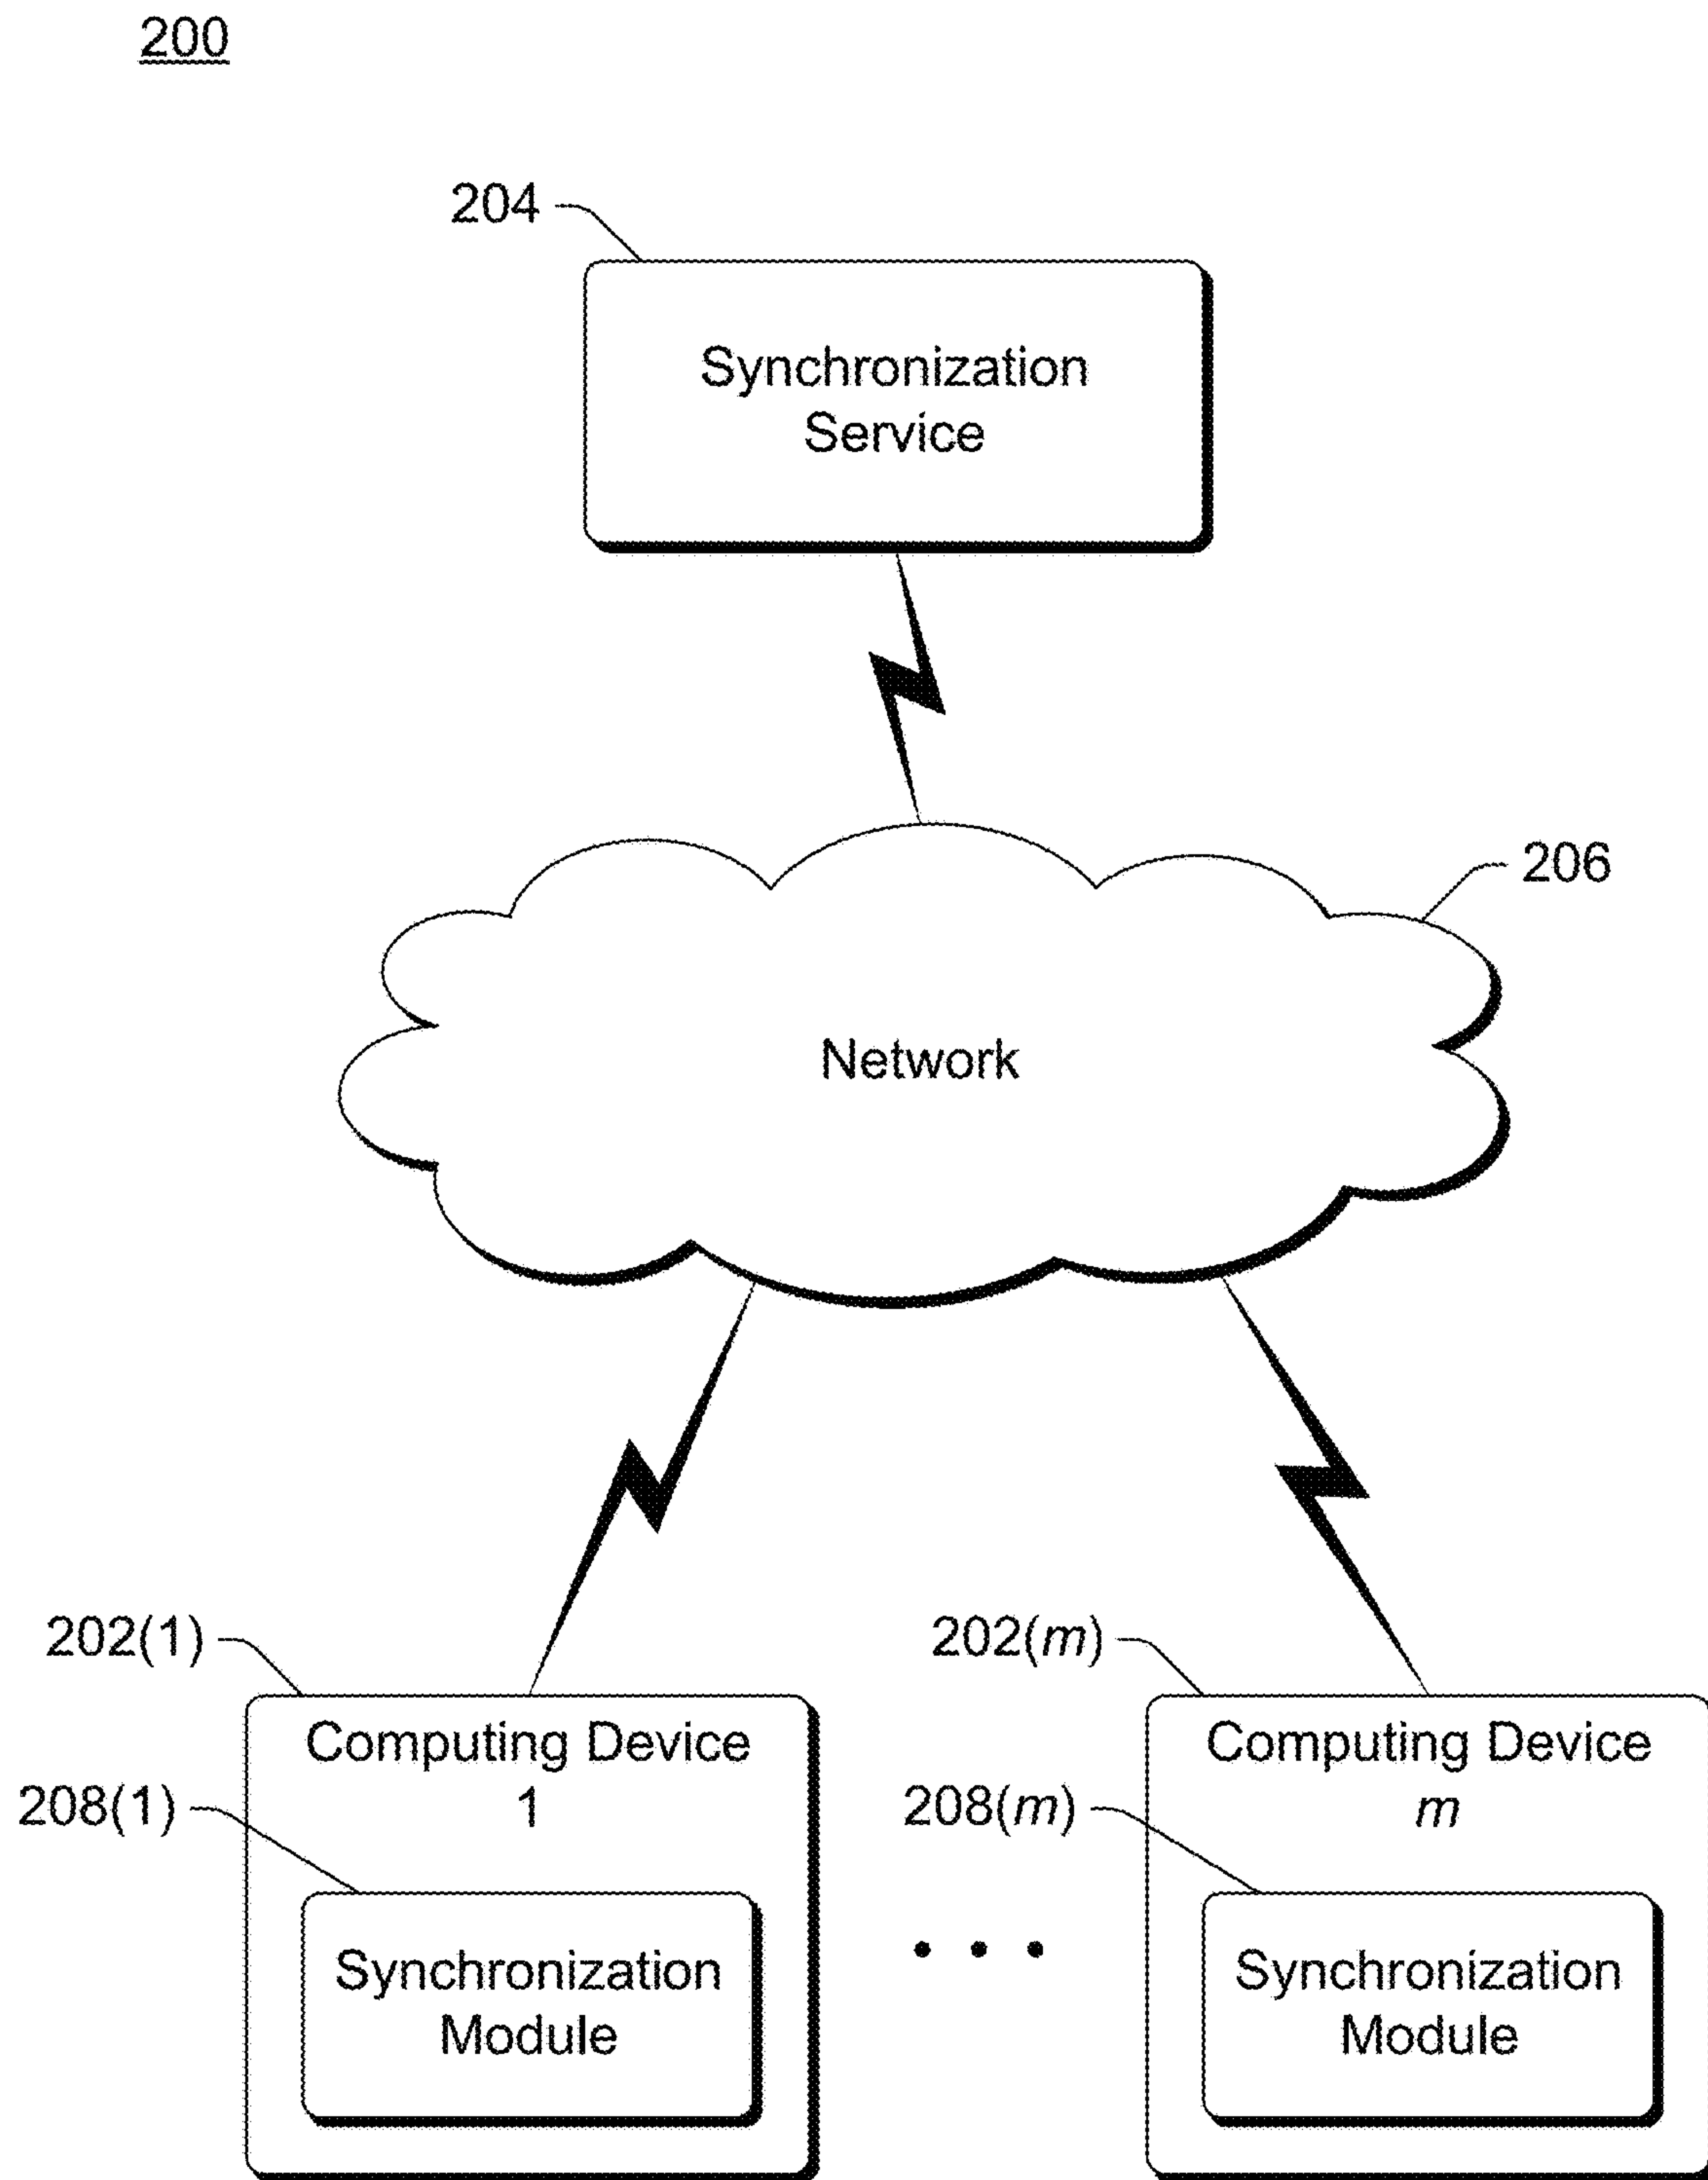 200
204
Synchronization
Service
206
Network
202(1)
202(m)
Computing Device
1
Computing Device
m
208(1)
208(m)
Synchronization
Module
Synchronization
Module